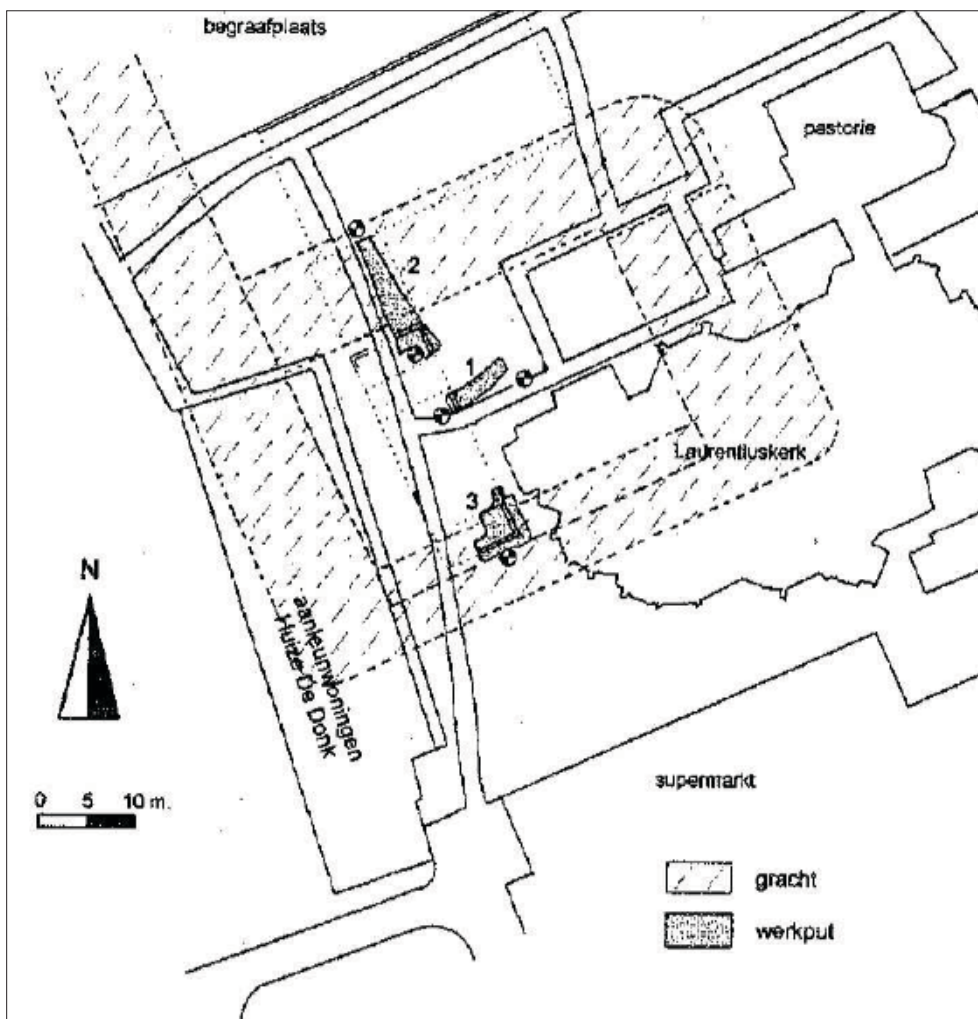 begraafplaats
pastorie
2
1
Laurentiuskerk
3
N
aanleunwoningen
Huize De Donk
0 5 10 m.
supermarkt
gracht
werkput